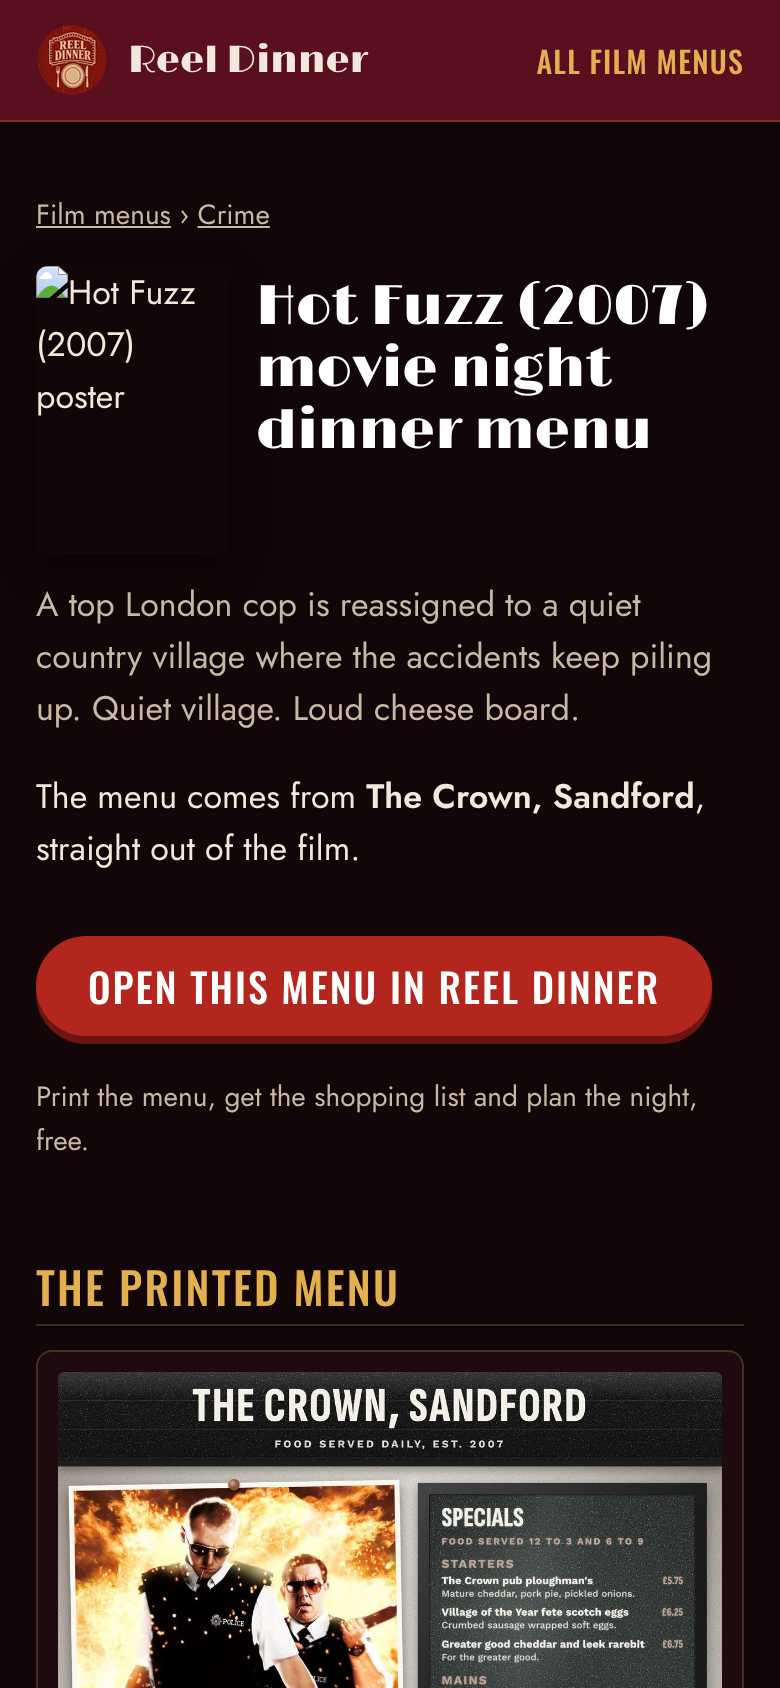 REEL
DINNER
Reel Dinner
ALL FILM MENUS
Film menus › Crime
Hot Fuzz
(2007)
poster
Hot Fuzz (2007)
movie night
dinner menu
A top London cop is reassigned to a quiet
country village where the accidents keep piling
up. Quiet village. Loud cheese board.
The menu comes from The Crown, Sandford,
straight out of the film.
OPEN THIS MENU IN REEL DINNER
Print the menu, get the shopping list and plan the night,
free.
THE PRINTED MENU
THE CROWN, SANDFORD
FOOD SERVED DAILY, EST. 2007
SPECIALS
FOOD SERVED 12 TO 3 AND 6 TO 9
STARTERS
The Crown pub ploughman's £5.75
Mature cheddar, pork pie, pickled onions.
Village of the Year fete scotch eggs £6.25
Crumbed sausage wrapped soft eggs.
Greater good cheddar and leek rarebit £6.75
For the greater good.
MAINS
POLICE
POLICE